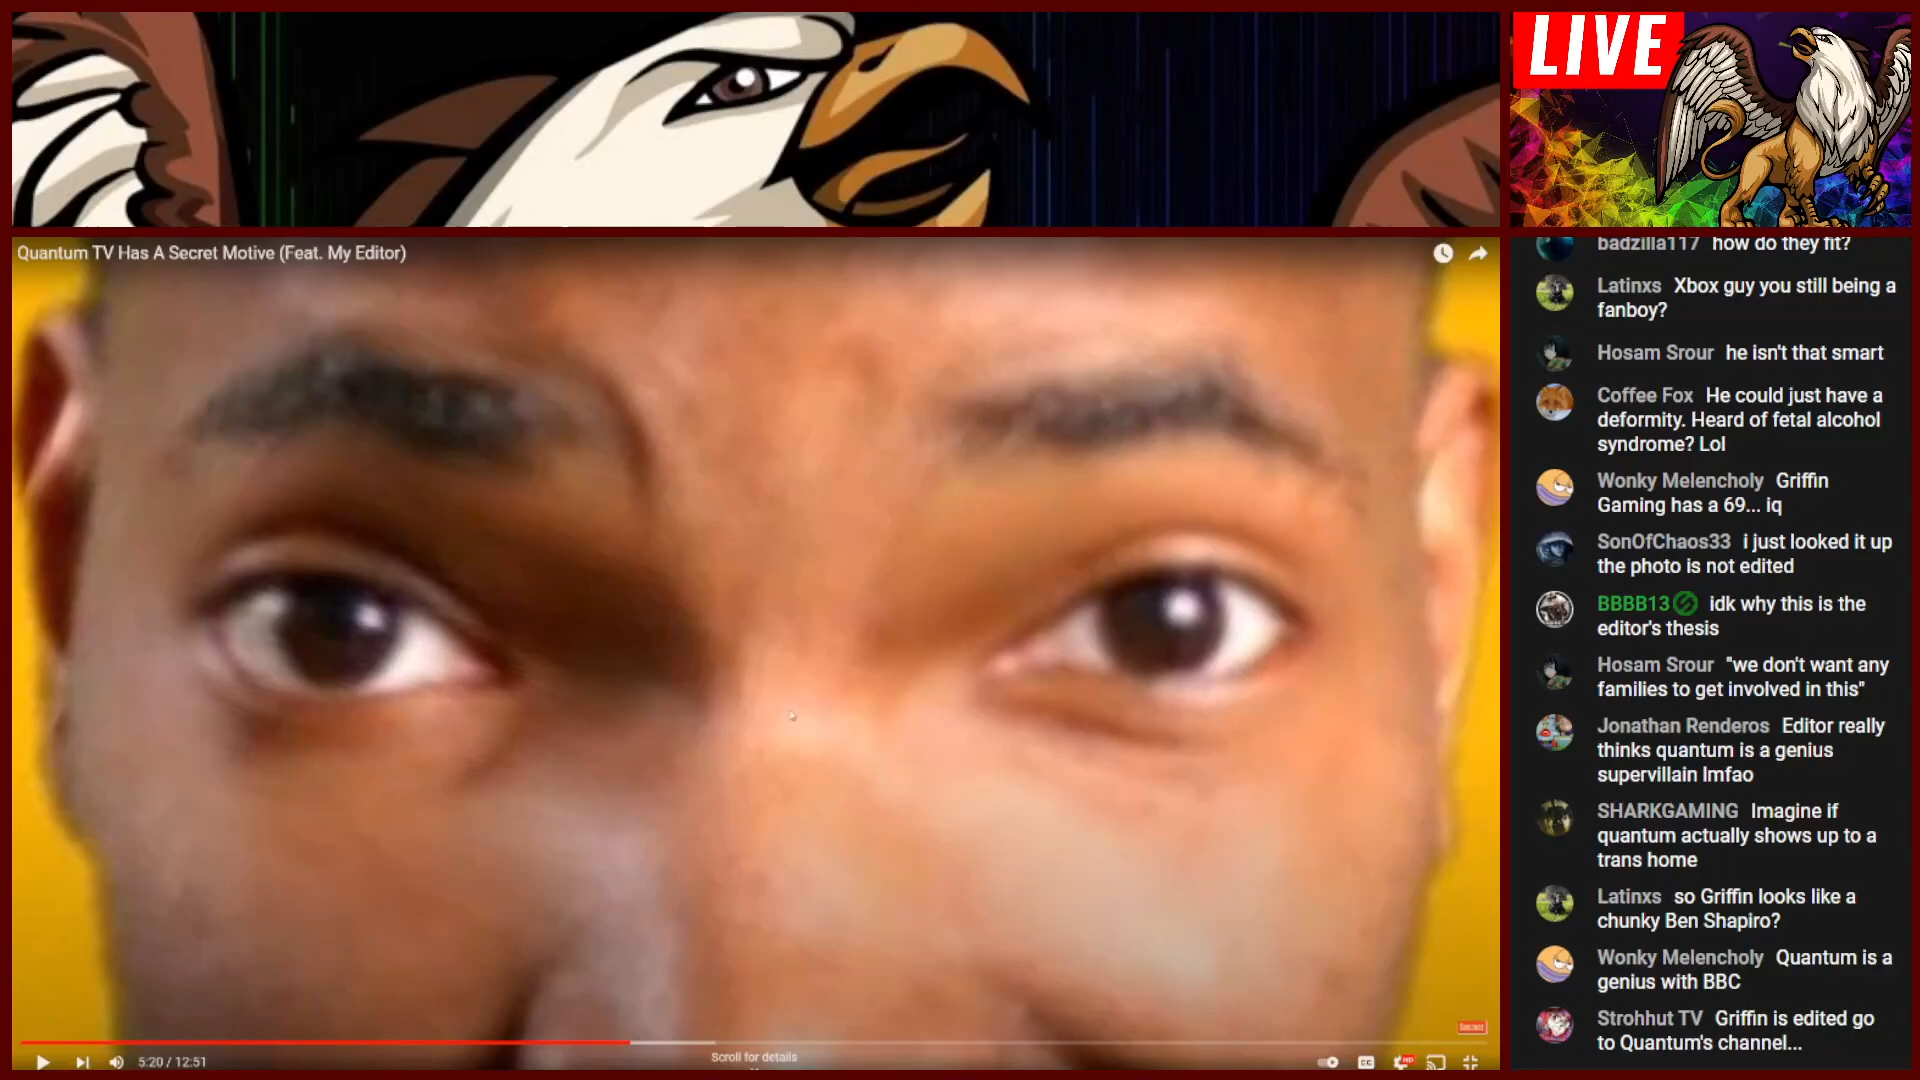 LIVE
Quantum TV Has A Secret Motive (Feat. My Editor)
badzilla117 how do they fit?
Latinxs Xbox guy you still being a
fanboy?
Hosam Srour he isn't that smart
Coffee Fox He could just have a
deformity. Heard of fetal alcohol
syndrome? Lol
Wonky Melencholy Griffin
Gaming has a 69... iq
SonOfChaos33 i just looked it up
the photo is not edited
BBBB13 idk why this is the
editor's thesis
Hosam Srour "we don't want any
families to get involved in this"
Jonathan Renderos Editor really
thinks quantum is a genius
supervillain lmfao
SHARKGAMING Imagine if
quantum actually shows up to a
trans home
Latinxs so Griffin looks like a
chunky Ben Shapiro?
Wonky Melencholy Quantum is a
genius with BBC
Strohhut TV Griffin is edited go
to Quantum's channel...
5:20 / 12:51
Scroll for details
CC
HD